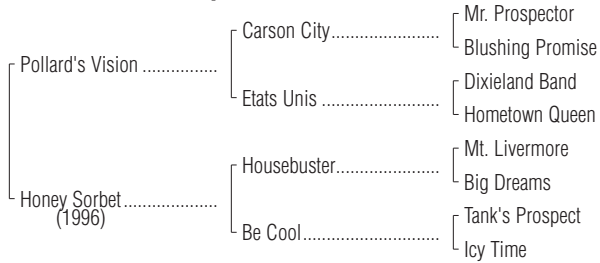 Mr. Prospector
Carson City
Blushing Promise
Pollard's Vision
Dixieland Band
Etats Unis
Hometown Queen
Mt. Livermore
Housebuster
Big Dreams
Honey Sorbet
(1996)
Tank's Prospect
Be Cool
Icy Time